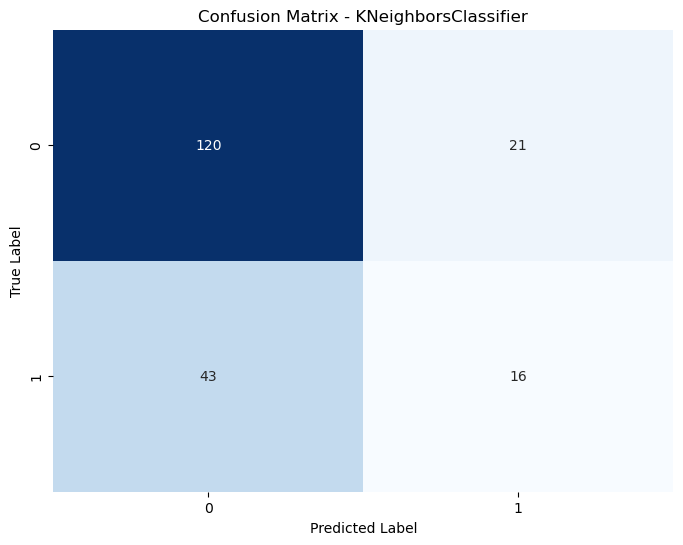 Confusion Matrix - KNeighborsClassifier
True Label
0
120
21
1
43
16
0
1
Predicted Label